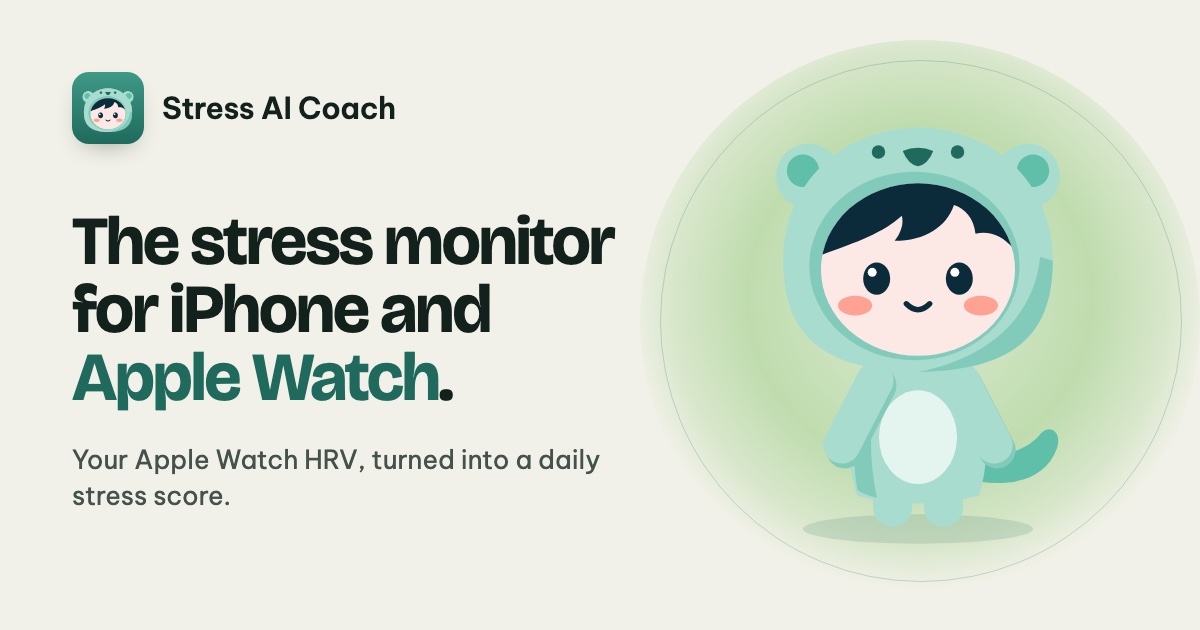 Stress AI Coach
The stress monitor
for iPhone and
Apple Watch.
Your Apple Watch HRV, turned into a daily
stress score.